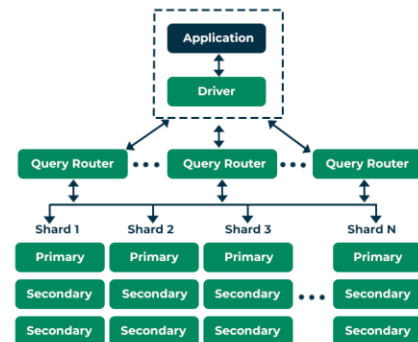 Application
Driver
Query Router ••• Query Router ••• Query Router
Shard 1 Shard 2 Shard 3 Shard N
Primary Primary Primary Primary
Secondary Secondary Secondary ••• Secondary
Secondary Secondary Secondary Secondary